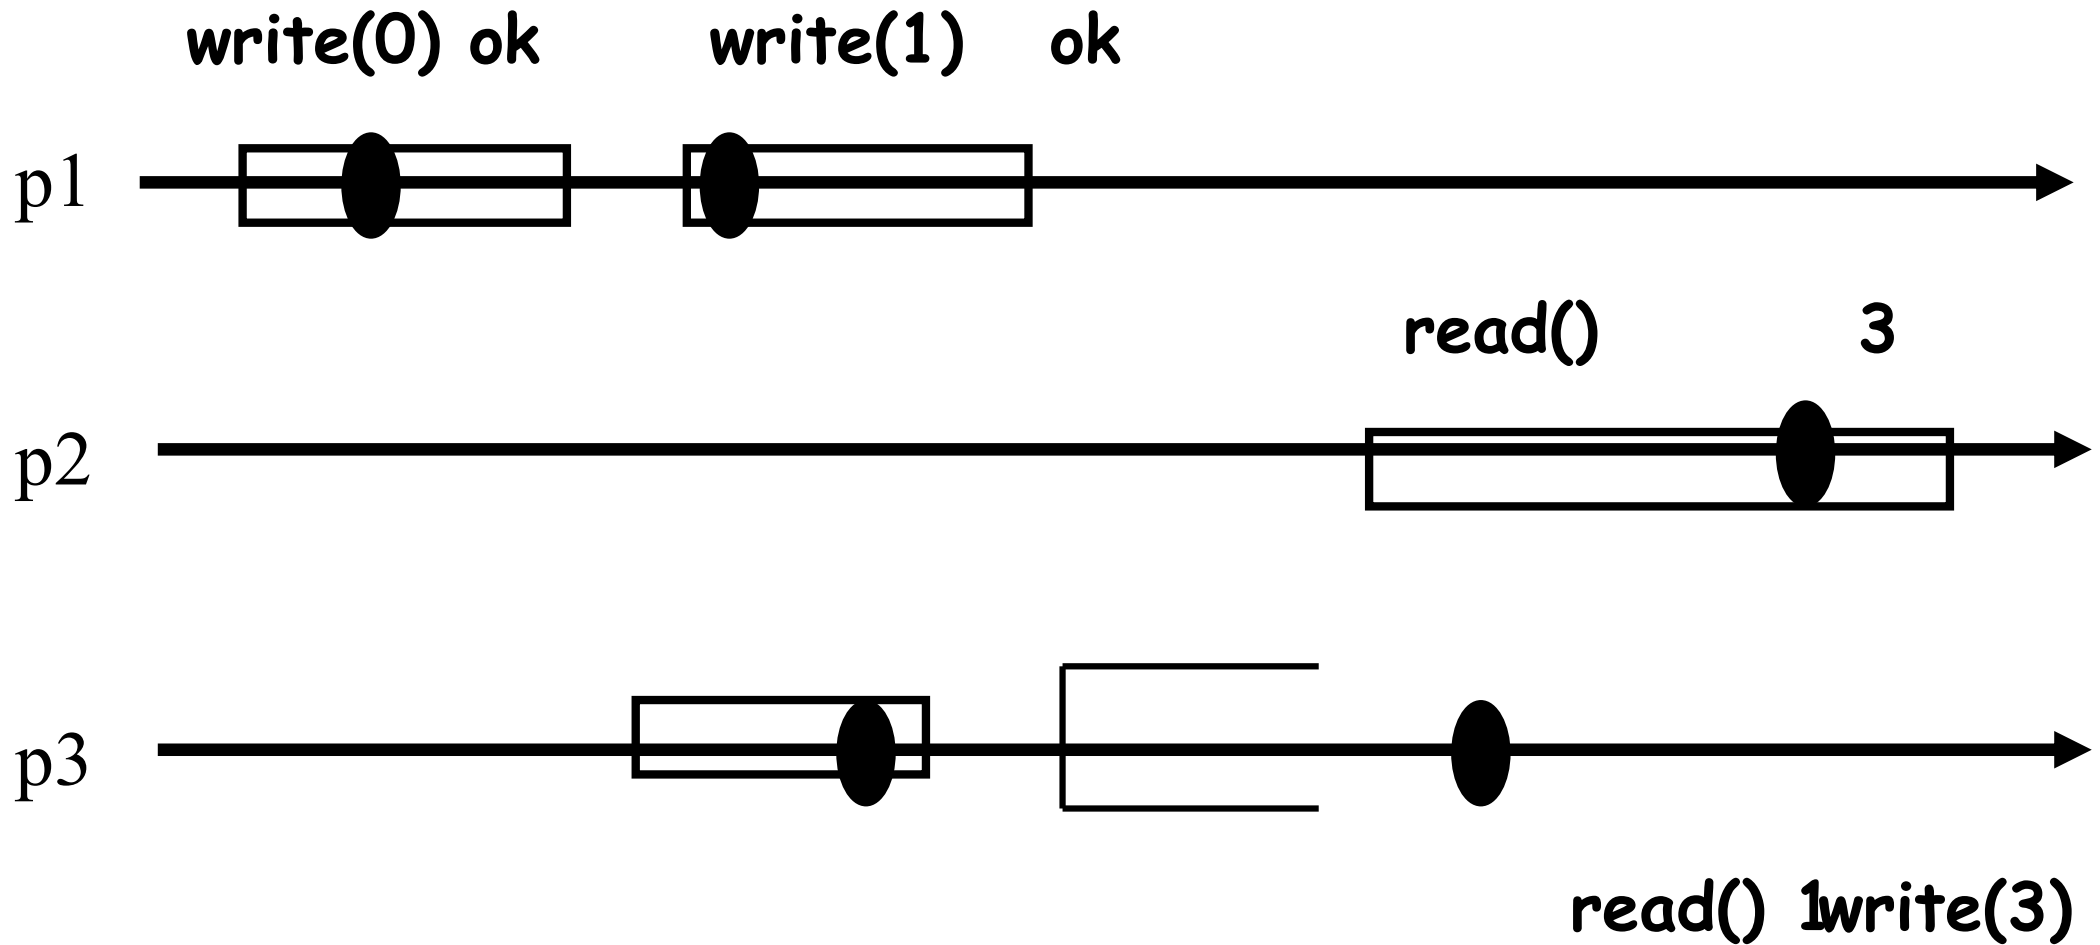 write(0) ok write(1) ok
p1
read() 3
p2
p3
read() 1write(3)